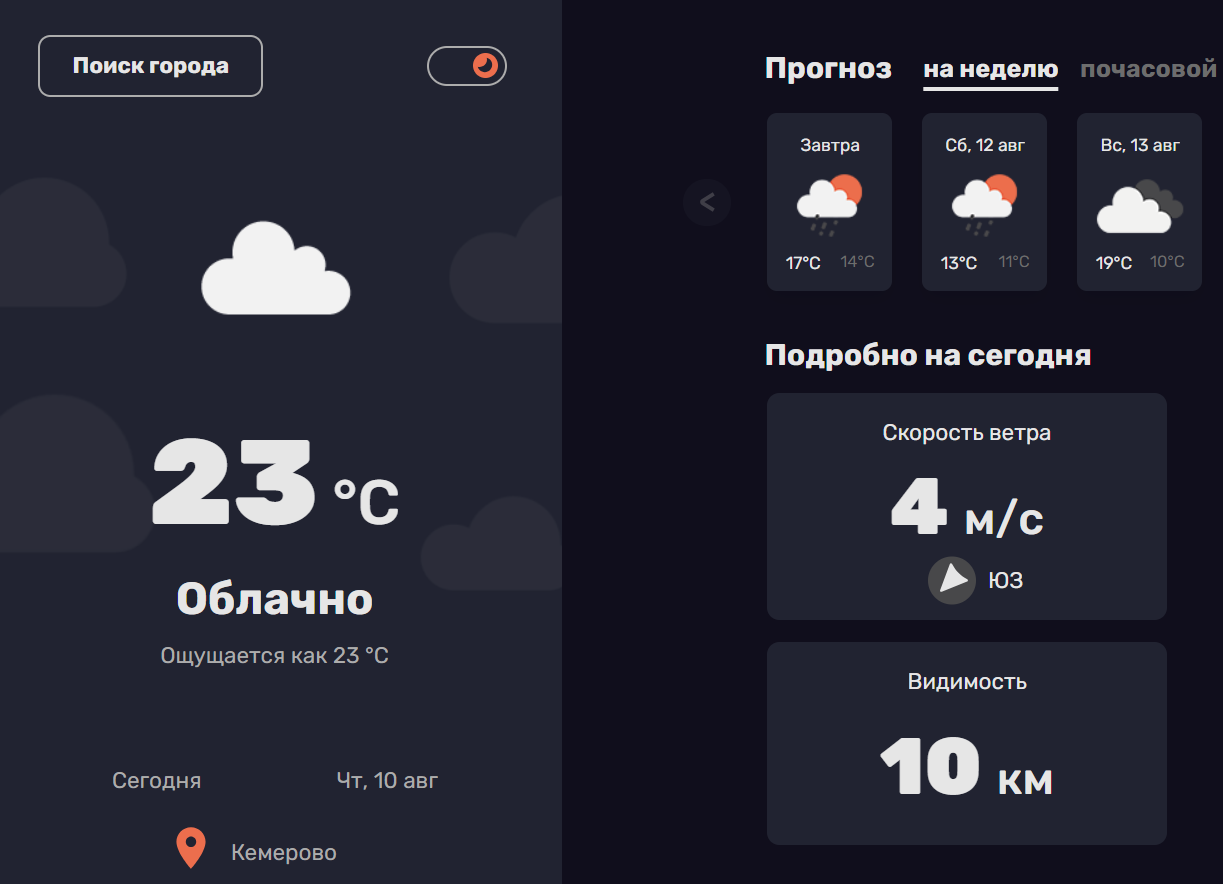 Поиск города
23 °C
Облачно
Ощущается как 23 °C
Сегодня Чт, 10 авг
Кемерово
Прогноз на неделю почасовой
<
Завтра
17°C 14°C
Сб, 12 авг
13°C 11°C
Вс, 13 авг
19°C 10°C
Подробно на сегодня
Скорость ветра
4 м/с
ЮЗ
Видимость
10 км